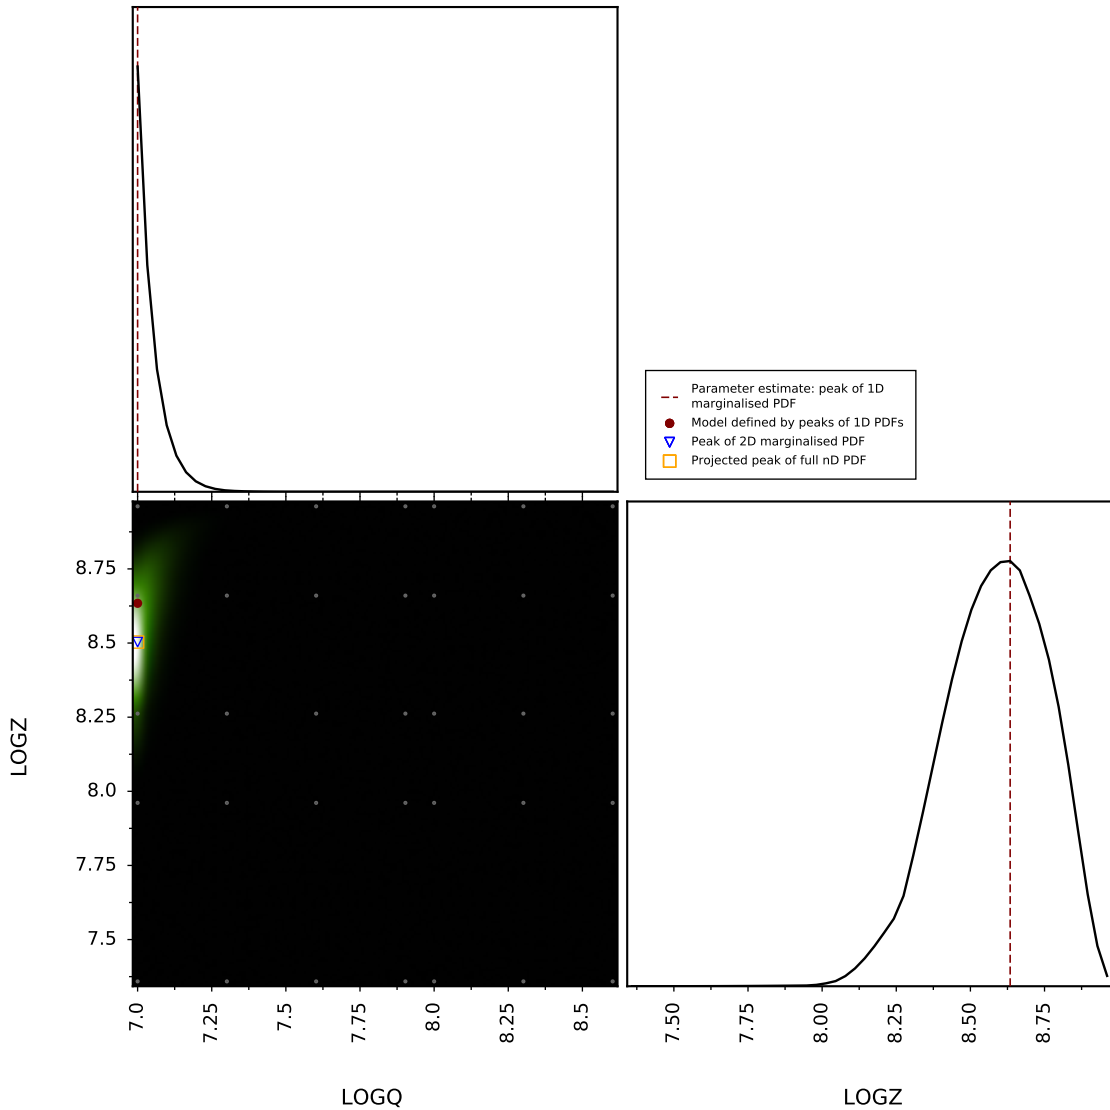 Parameter estimate: peak of 1D
marginalised PDF
Model defined by peaks of 1D PDFs
Peak of 2D marginalised PDF
Projected peak of full nD PDF
8.75
8.5
8.25
8.0
7.75
7.5
LOGZ
7.0
7.25
7.5
7.75
8.0
8.25
8.5
LOGQ
7.50
7.75
8.00
8.25
8.50
8.75
LOGZ